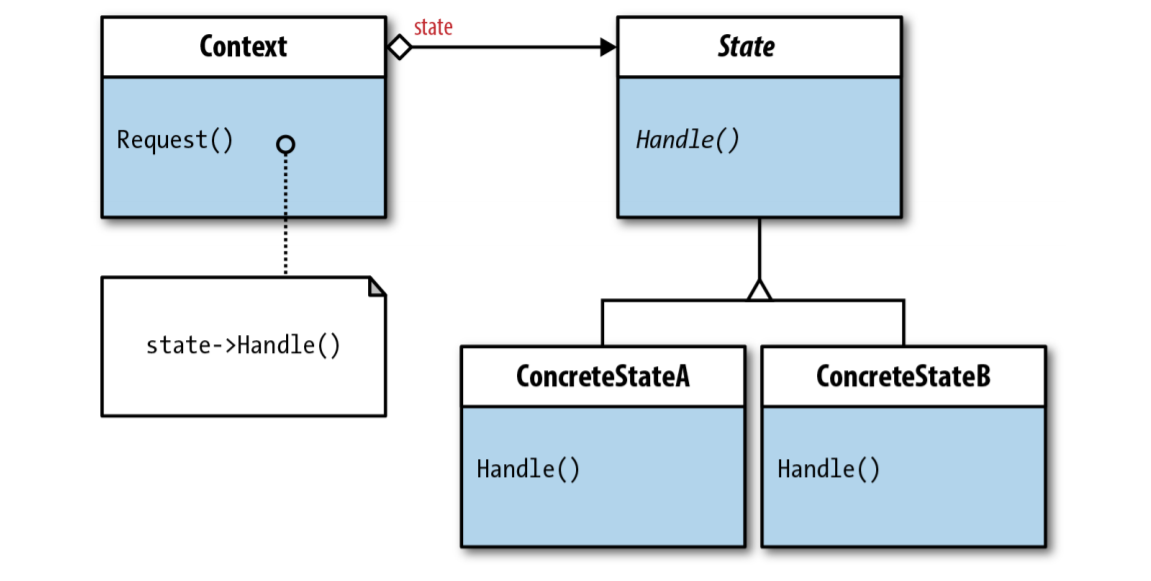 Context
state
State
Request()
Handle()
state->Handle()
ConcreteStateA
ConcreteStateB
Handle()
Handle()